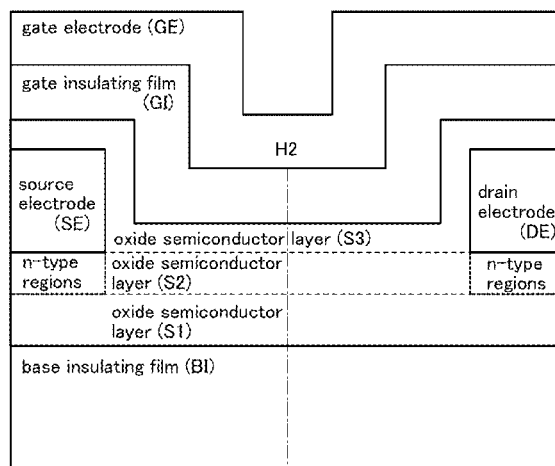 gate electrode (GE)
gate insulating film
(GI)
H2
source
electrode
(SE)
drain
electrode
(DE)
oxide semiconductor layer (S3)
n-type
regions
oxide semiconductor
layer (S2)
n-type
regions
oxide semiconductor
layer (S1)
base insulating film (BI)